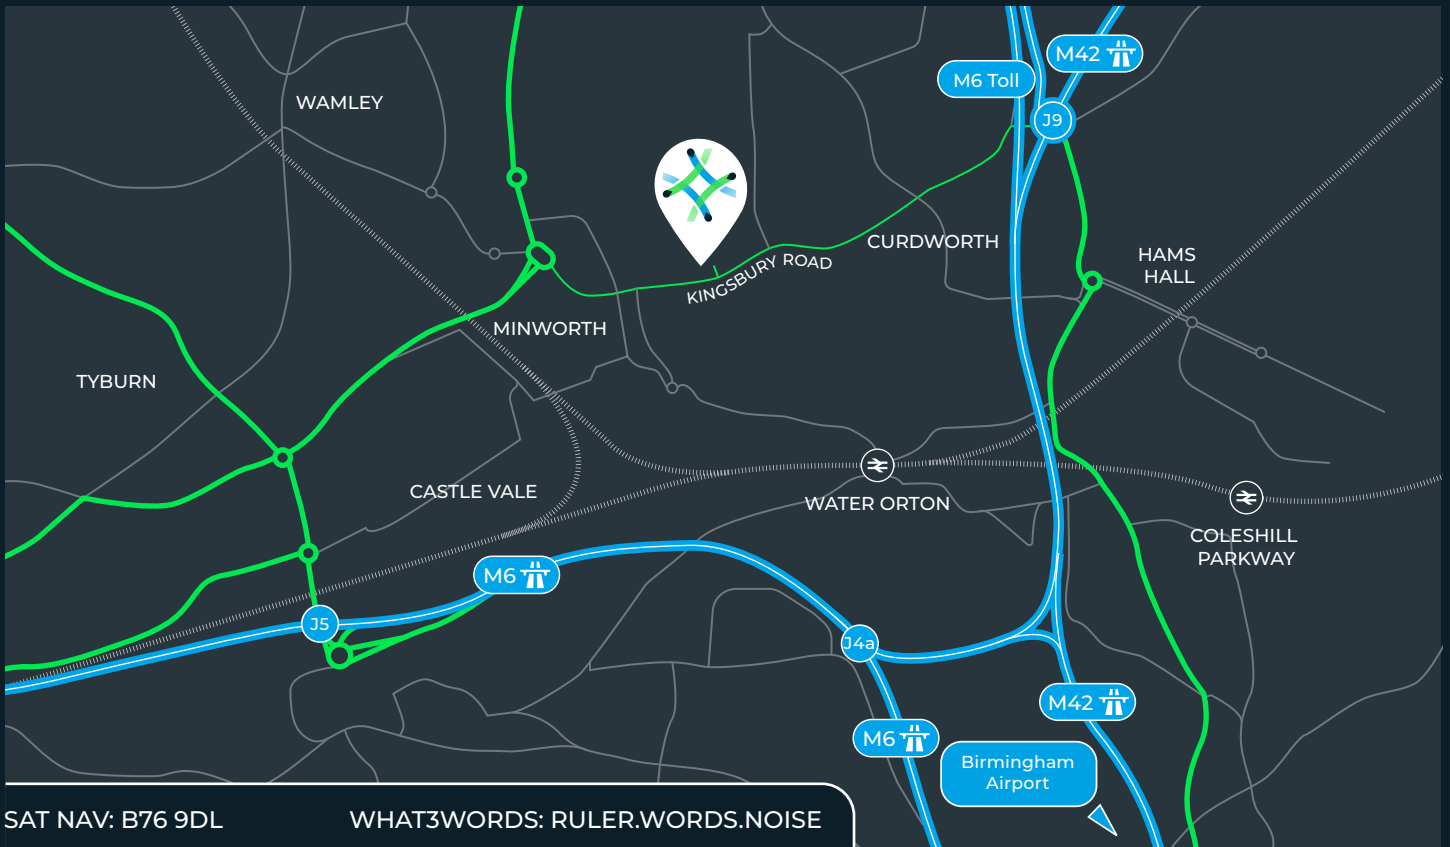 M42
M6 Toll
WAMLEY
J9
CURDWORTH
HAMS
HALL
KINGSBURY ROAD
MINWORTH
TYBURN
CASTLE VALE
WATER ORTON
COLESHILL
PARKWAY
M6
J5
J4a
M42
M6
Birmingham
Airport
SAT NAV: B76 9DL
WHAT3WORDS: RULER.WORDS.NOISE